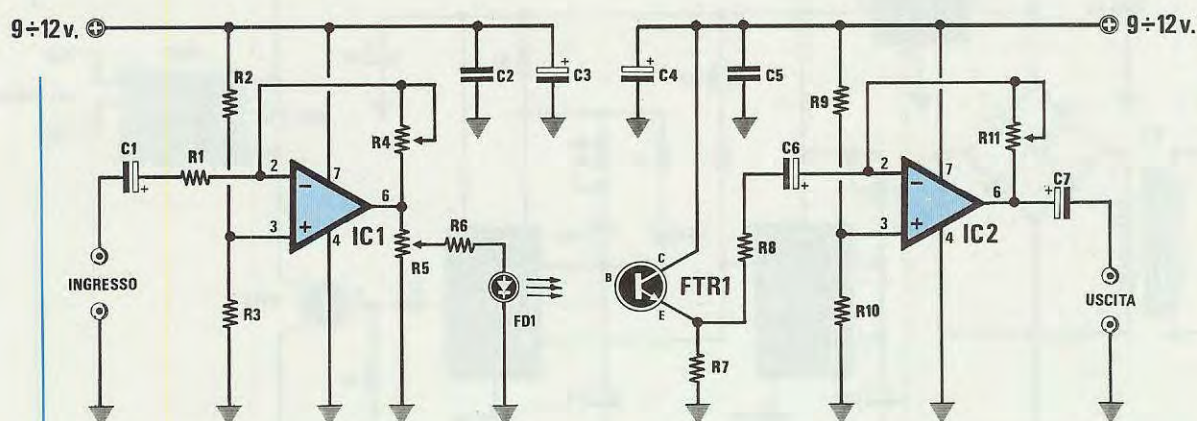 9÷12 v.
9÷12 v.
R2
C2
C3
+
+
C4
C5
R9
R4
R11
C1
+
R1
2
7
6
3
4
IC1
R5
R6
FD1
INGRESSO
R3
C
B
E
FTR1
R7
R8
C6
+
2
7
6
3
4
IC2
+
C7
R10
USCITA
−
+
−
+